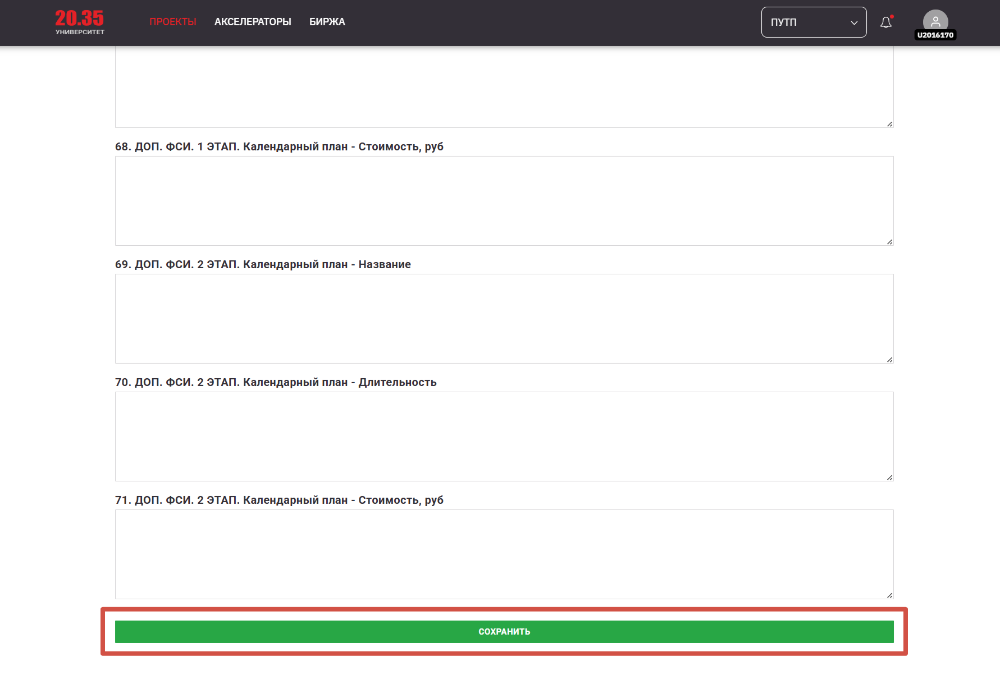 20.35
УНИВЕРСИТЕТ
ПРОЕКТЫ
АКСЕЛЕРАТОРЫ
БИРЖА
ПУТП
U2016170
68. ДОП. ФСИ. 1 ЭТАП. Календарный план - Стоимость, руб
69. ДОП. ФСИ. 2 ЭТАП. Календарный план - Название
70. ДОП. ФСИ. 2 ЭТАП. Календарный план - Длительность
71. ДОП. ФСИ. 2 ЭТАП. Календарный план - Стоимость, руб
СОХРАНИТЬ